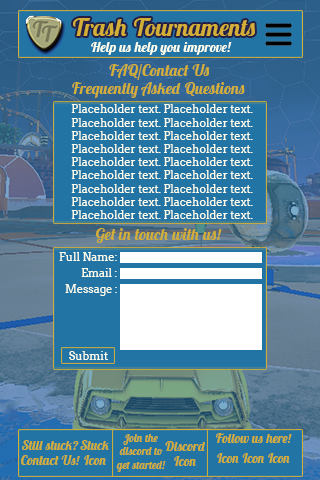 TT
Trash Tournaments
Help us help you improve!
FAQ/Contact Us
Frequently Asked Questions
Placeholder text. Placeholder text.
Placeholder text. Placeholder text.
Placeholder text. Placeholder text.
Placeholder text. Placeholder text.
Placeholder text. Placeholder text.
Placeholder text. Placeholder text.
Placeholder text. Placeholder text.
Placeholder text. Placeholder text.
Placeholder text. Placeholder text.
Get in touch with us!
Full Name:
Email :
Message :
Submit
Still stuck? Stuck
Contact Us! Icon
Join the
discord to
get started!
Discord
Icon
Follow us here!
Icon Icon Icon